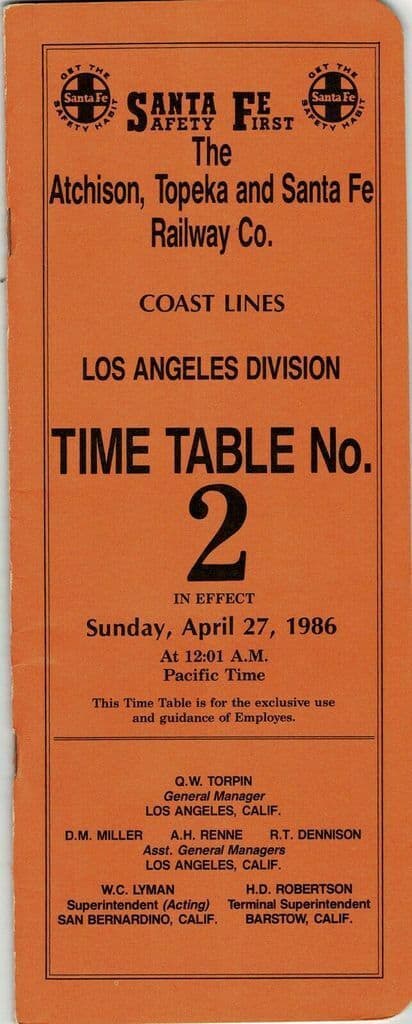 GET THE
Santa Fe
SAFETY HABIT
GET THE
Santa Fe
SAFETY HABIT
SANTA FE
SAFETY FIRST
The
Atchison, Topeka and Santa Fe
Railway Co.
COAST LINES
LOS ANGELES DIVISION
TIME TABLE No.
2
IN EFFECT
Sunday, April 27, 1986
At 12:01 A.M.
Pacific Time
This Time Table is for the exclusive use
and guidance of Employes.
Q.W. TORPIN
General Manager
LOS ANGELES, CALIF.
D.M. MILLER A.H. RENNE R.T. DENNISON
Asst. General Managers
LOS ANGELES, CALIF.
W.C. LYMAN H.D. ROBERTSON
Superintendent (Acting) Terminal Superintendent
SAN BERNARDINO, CALIF. BARSTOW, CALIF.